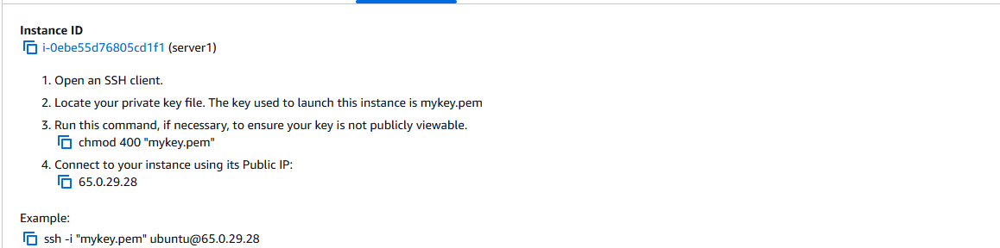 Instance ID
i-0ebe55d76805cd1f1 (server1)
1. Open an SSH client.
2. Locate your private key file. The key used to launch this instance is mykey.pem
3. Run this command, if necessary, to ensure your key is not publicly viewable.
chmod 400 "mykey.pem"
4. Connect to your instance using its Public IP:
65.0.29.28
Example:
ssh -i "mykey.pem" ubuntu@65.0.29.28